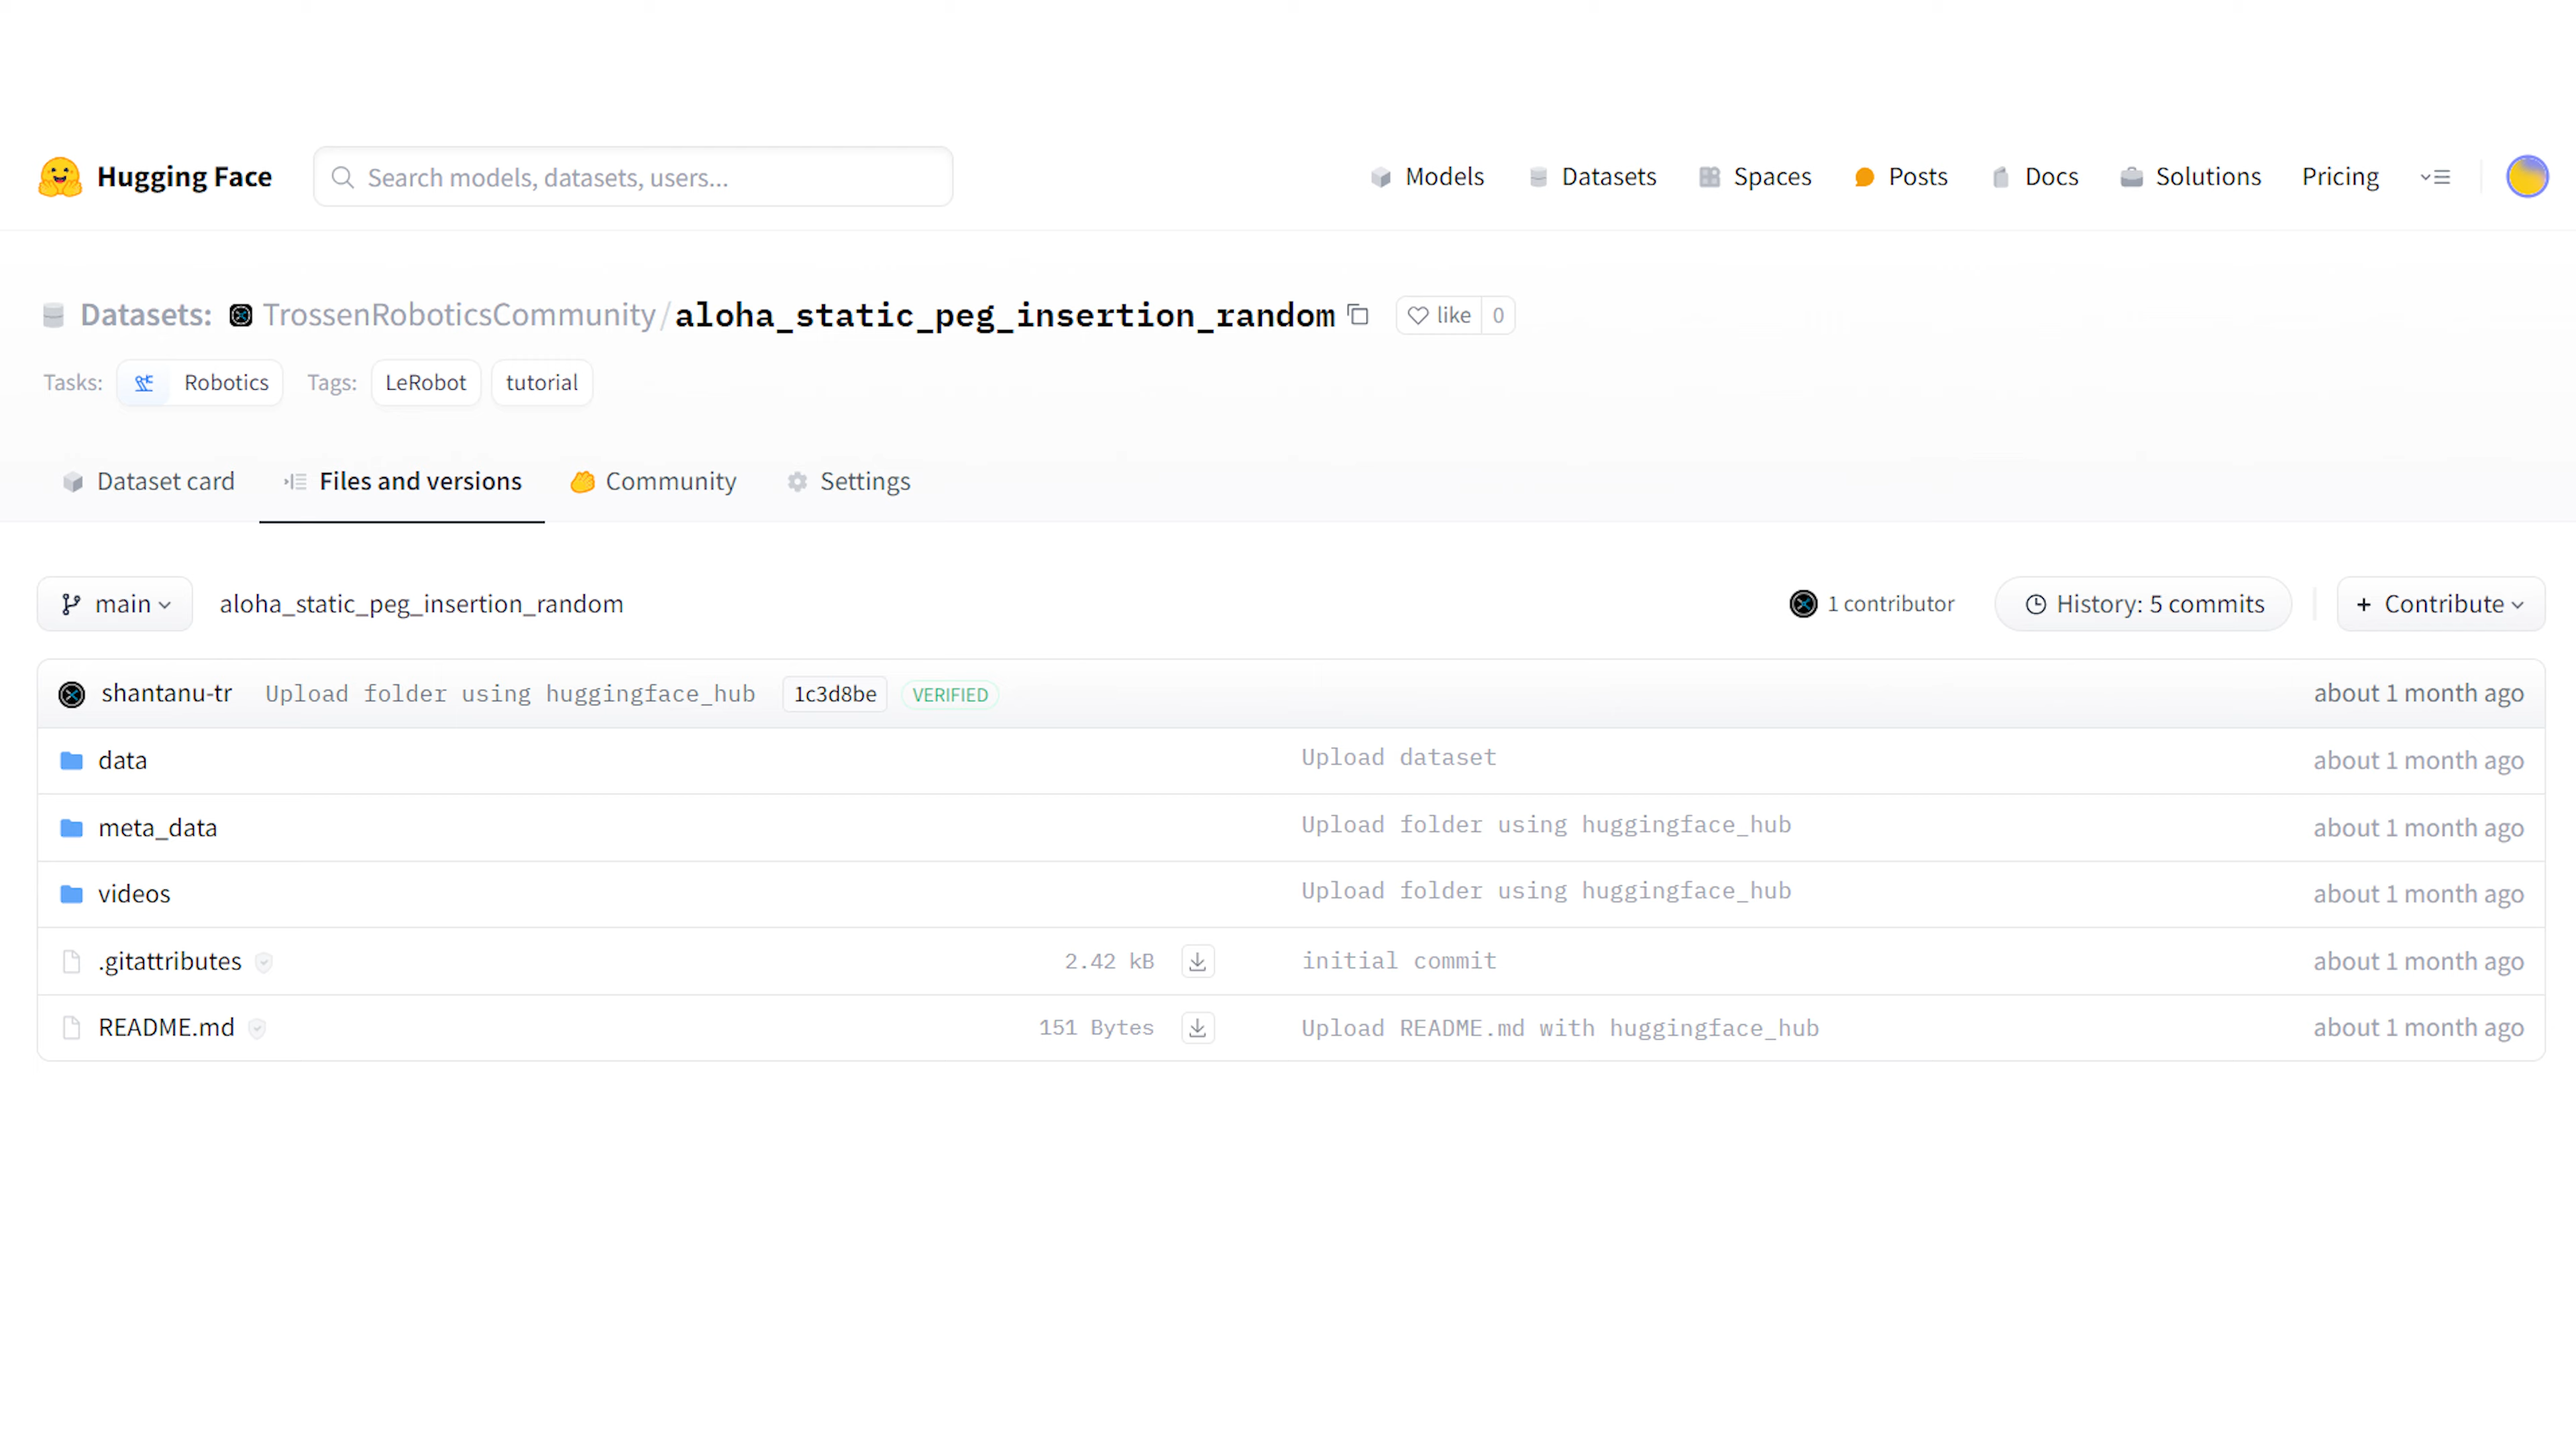 Hugging Face
Search models, datasets, users...
Models
Datasets
Spaces
Posts
Docs
Solutions
Pricing
Datasets: TrossenRoboticsCommunity/aloha_static_peg_insertion_random
like 0
Tasks: Robotics Tags: LeRobot tutorial
Dataset card
Files and versions
Community
Settings
main
aloha_static_peg_insertion_random
1 contributor
History: 5 commits
+ Contribute
shantanu-tr Upload folder using huggingface_hub 1c3d8be VERIFIED about 1 month ago
data Upload dataset about 1 month ago
meta_data Upload folder using huggingface_hub about 1 month ago
videos Upload folder using huggingface_hub about 1 month ago
.gitattributes 2.42 kB initial commit about 1 month ago
README.md 151 Bytes Upload README.md with huggingface_hub about 1 month ago